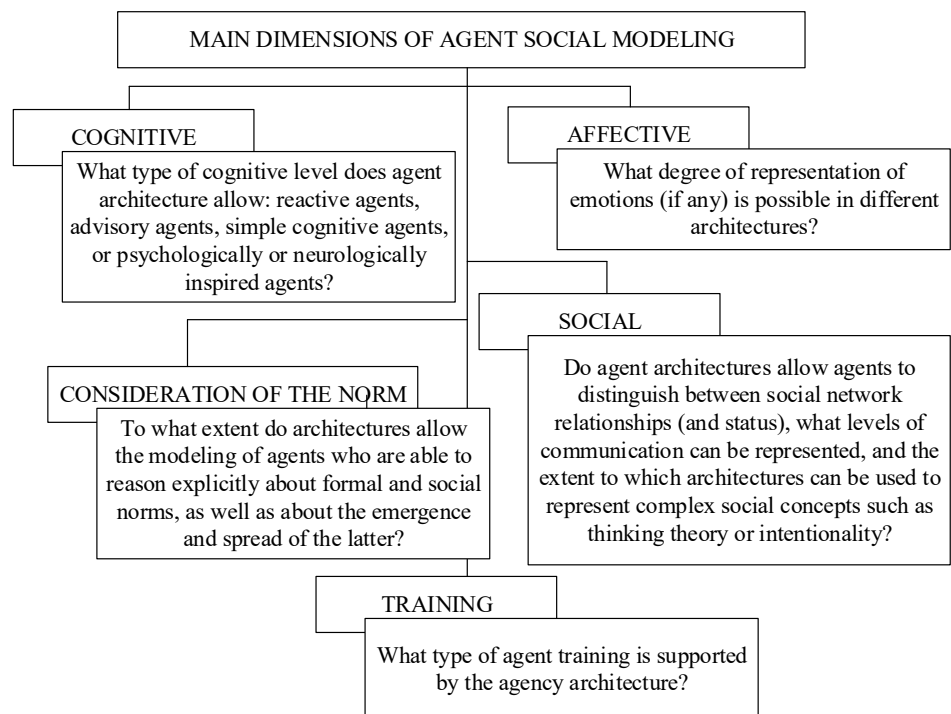 MAIN DIMENSIONS OF AGENT SOCIAL MODELING
COGNITIVE
What type of cognitive level does agent
architecture allow: reactive agents,
advisory agents, simple cognitive agents,
or psychologically or neurologically
inspired agents?
AFFECTIVE
What degree of representation of
emotions (if any) is possible in different
architectures?
SOCIAL
Do agent architectures allow agents to
distinguish between social network
relationships (and status), what levels of
communication can be represented, and the
extent to which architectures can be used to
represent complex social concepts such as
thinking theory or intentionality?
CONSIDERATION OF THE NORM
To what extent do architectures allow
the modeling of agents who are able to
reason explicitly about formal and social
norms, as well as about the emergence
and spread of the latter?
TRAINING
What type of agent training is supported
by the agency architecture?